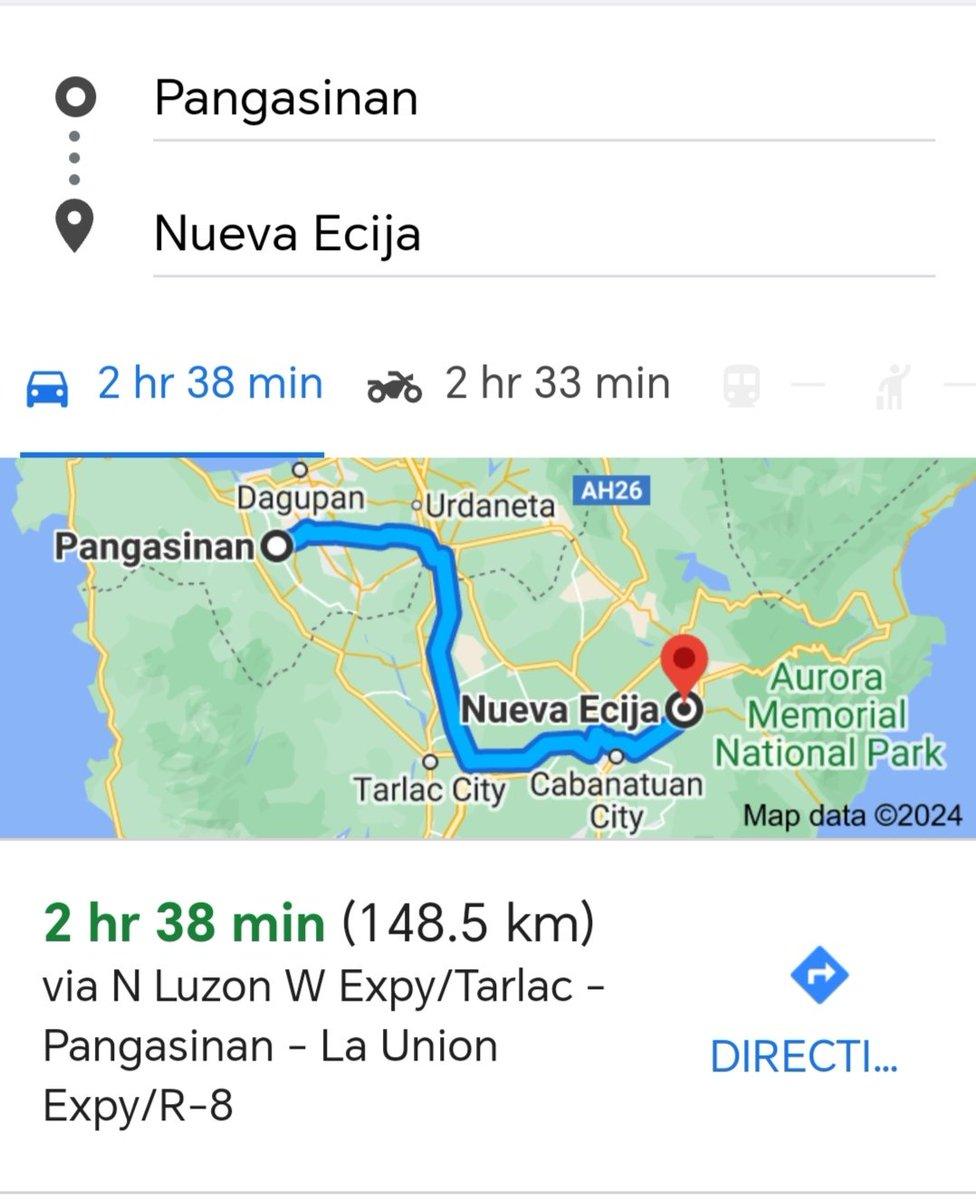 Pangasinan
Nueva Ecija
2 hr 38 min
2 hr 33 min
AH26
Dagupan
Urdaneta
Pangasinan
Nueva Ecija
Aurora
Memorial
National Park
Tarlac City
Cabanatuan
City
Map data ©2024
2 hr 38 min (148.5 km)
via N Luzon W Expy/Tarlac -
Pangasinan - La Union
Expy/R-8
DIRECTI...